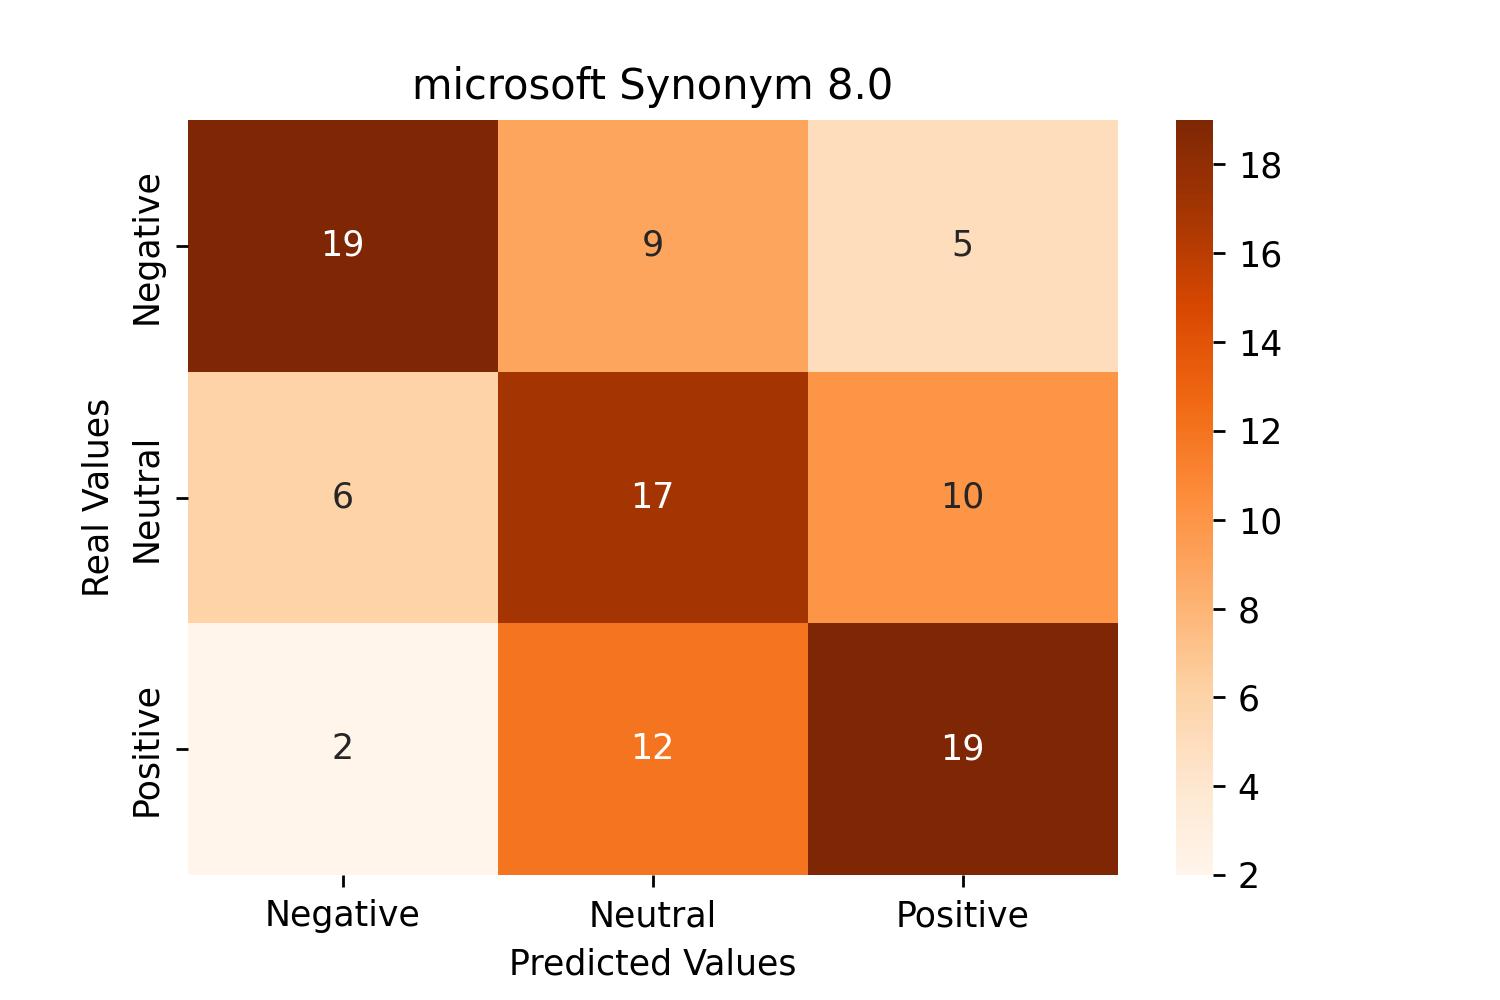 microsoft Synonym 8.0
Real Values
Negative
19 9 5
Neutral
6 17 10
Positive
2 12 19
Negative Neutral Positive
Predicted Values
18
16
14
12
10
8
6
4
2